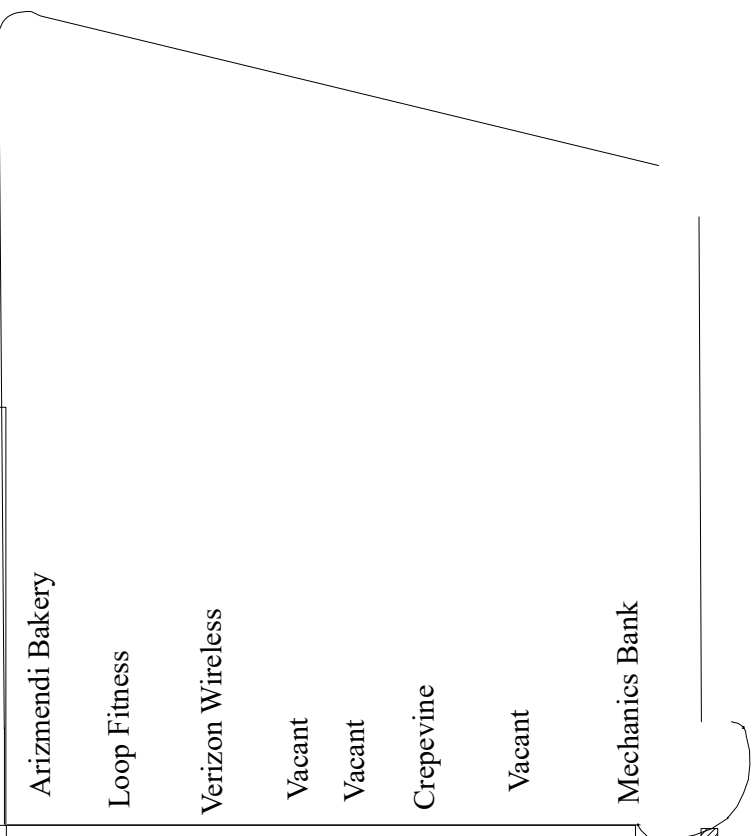 Arizmendi Bakery
Loop Fitness
Verizon Wireless
Vacant
Vacant
Crepevine
Vacant
Mechanics Bank